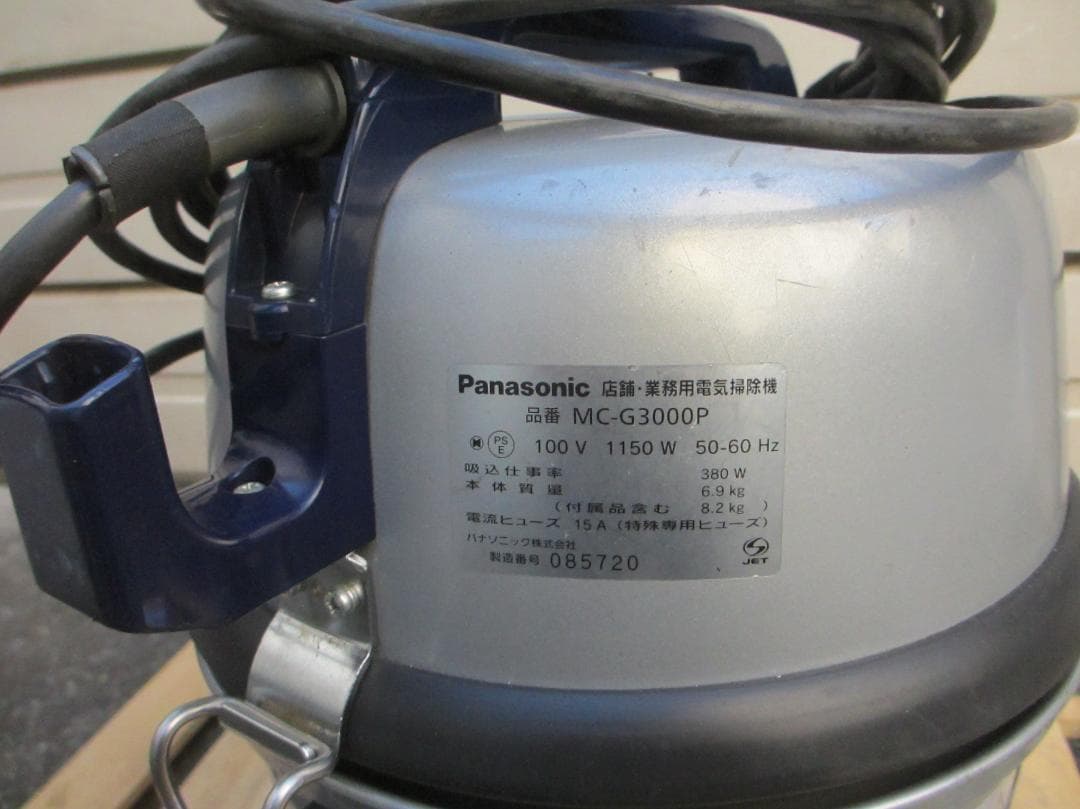 Panasonic 店舗・業務用電気掃除機
品番 MC-G3000P
PS E 100 V 1150 W 50-60 Hz
吸込仕事率 380 W
本体質量 6.9 kg
(付属品含む 8.2 kg )
電流ヒューズ 15 A (特殊専用ヒューズ)
パナソニック株式会社
製造番号 085720
JET